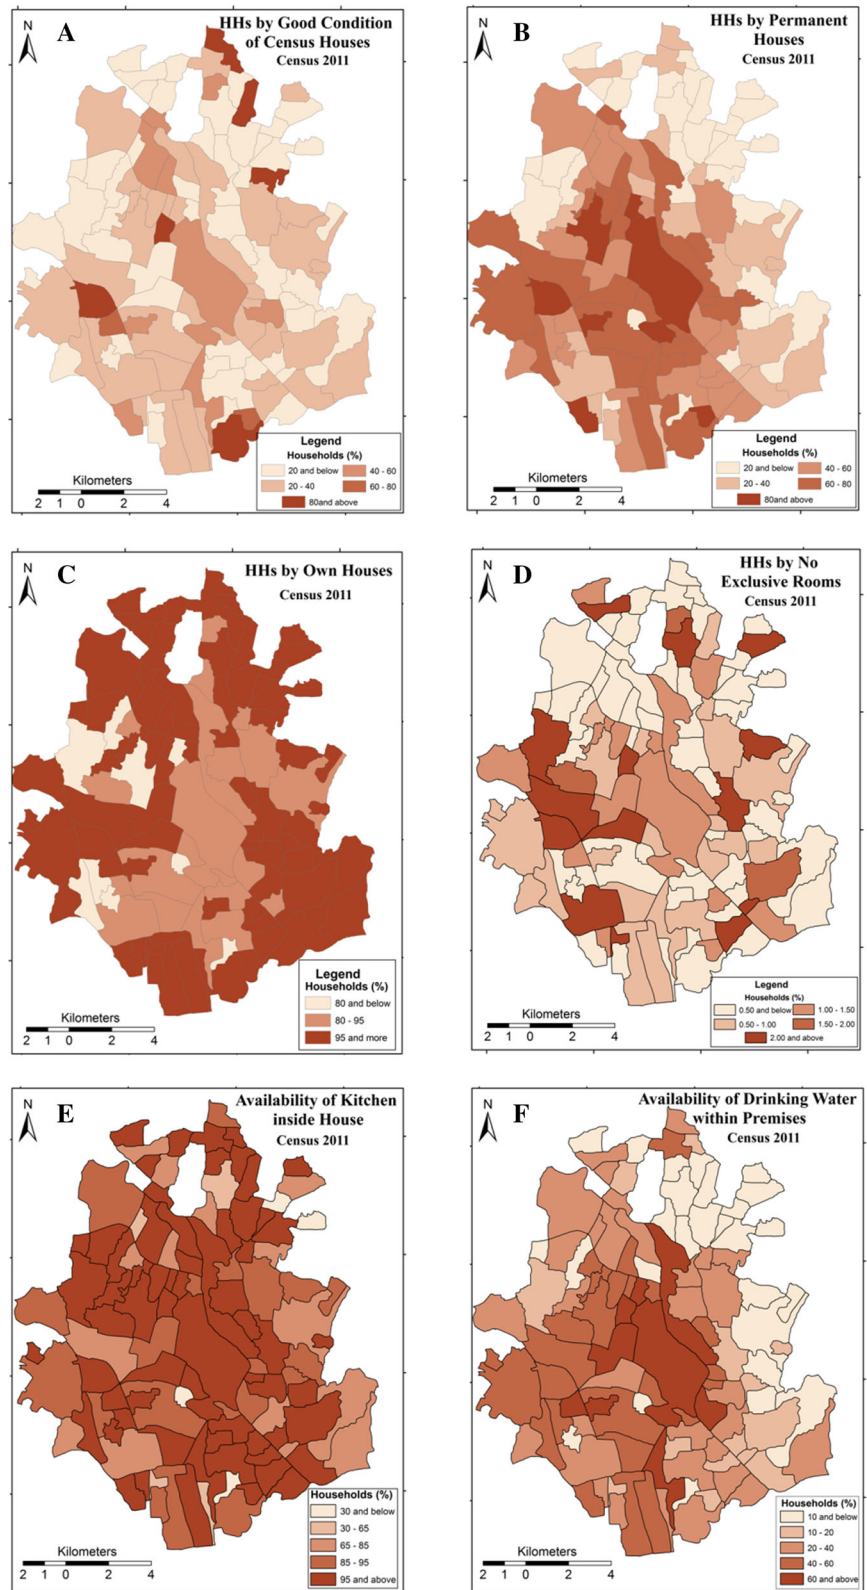 N
A
HHs by Good Condition
of Census Houses
Census 2011
Legend
Households (%)
20 and below
40 - 60
20 - 40
60 - 80
80and above
Kilometers
2 1 0 2 4
N
B
HHs by Permanent
Houses
Census 2011
Legend
Households (%)
20 and below
40 - 60
20 - 40
60 - 80
80and above
Kilometers
2 1 0 2 4
N
C
HHs by Own Houses
Census 2011
Legend
Households (%)
80 and below
80 - 95
95 and more
Kilometers
2 1 0 2 4
N
D
HHs by No
Exclusive Rooms
Census 2011
Legend
Households (%)
0.50 and below
1.00 - 1.50
0.50 - 1.00
1.50 - 2.00
2.00 and above
Kilometers
2 1 0 2 4
N
E
Availability of Kitchen
inside House
Census 2011
Households (%)
30 and below
30 - 65
65 - 85
85 - 95
95 and above
Kilometers
2 1 0 2 4
N
F
Availability of Drinking Water
within Premises
Census 2011
Households (%)
10 and below
10 - 20
20 - 40
40 - 60
60 and above
Kilometers
2 1 0 2 4